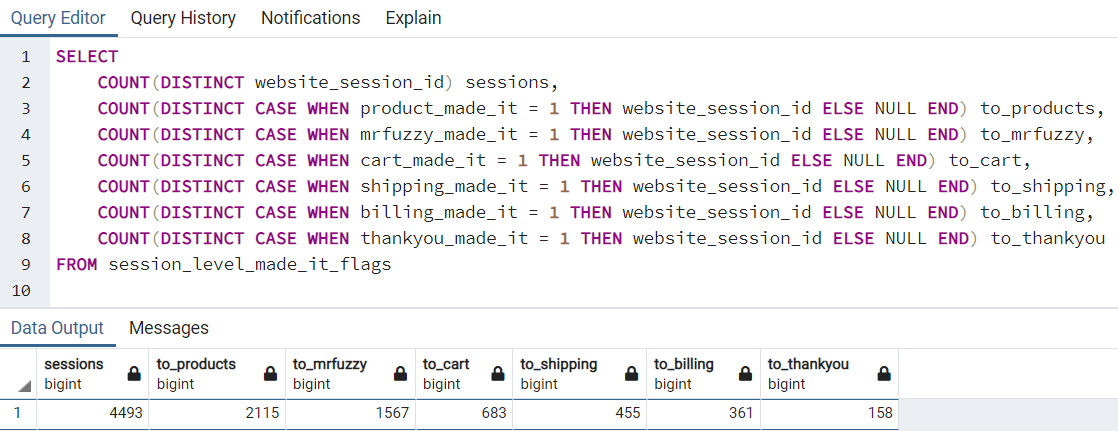 Query Editor Query History Notifications Explain
1 SELECT
2 COUNT(DISTINCT website_session_id) sessions,
3 COUNT(DISTINCT CASE WHEN product_made_it = 1 THEN website_session_id ELSE NULL END) to_products,
4 COUNT(DISTINCT CASE WHEN mrfuzzy_made_it = 1 THEN website_session_id ELSE NULL END) to_mrfuzzy,
5 COUNT(DISTINCT CASE WHEN cart_made_it = 1 THEN website_session_id ELSE NULL END) to_cart,
6 COUNT(DISTINCT CASE WHEN shipping_made_it = 1 THEN website_session_id ELSE NULL END) to_shipping,
7 COUNT(DISTINCT CASE WHEN billing_made_it = 1 THEN website_session_id ELSE NULL END) to_billing,
8 COUNT(DISTINCT CASE WHEN thankyou_made_it = 1 THEN website_session_id ELSE NULL END) to_thankyou
9 FROM session_level_made_it_flags
10
Data Output Messages
sessions to_products to_mrfuzzy to_cart to_shipping to_billing to_thankyou
bigint bigint bigint bigint bigint bigint bigint
1 4493 2115 1567 683 455 361 158